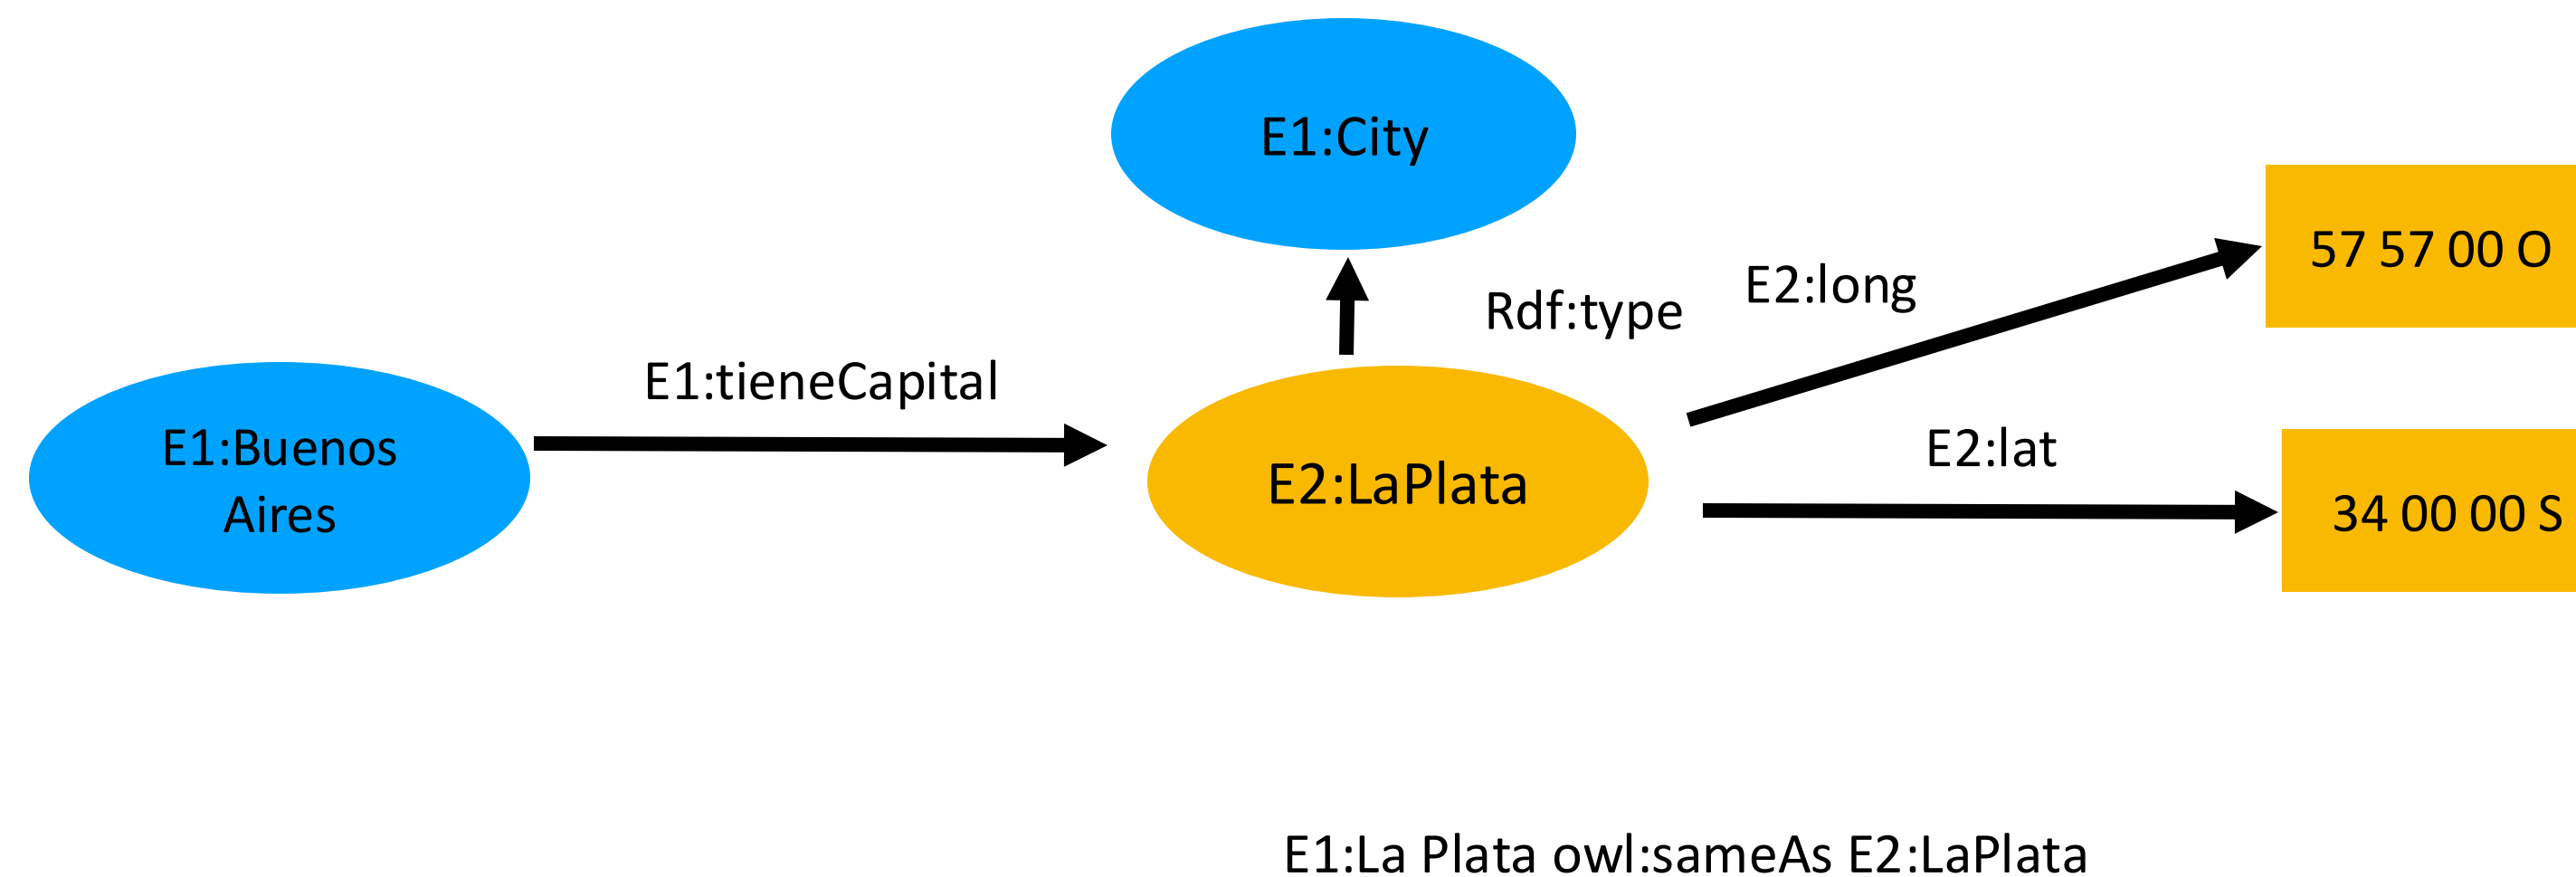 E1:City
57 57 00 O
E2:long
Rdf:type
E1:tieneCapital
E1:Buenos
Aires
E2:LaPlata
E2:lat
34 00 00 S
E1:La Plata owl:sameAs E2:LaPlata